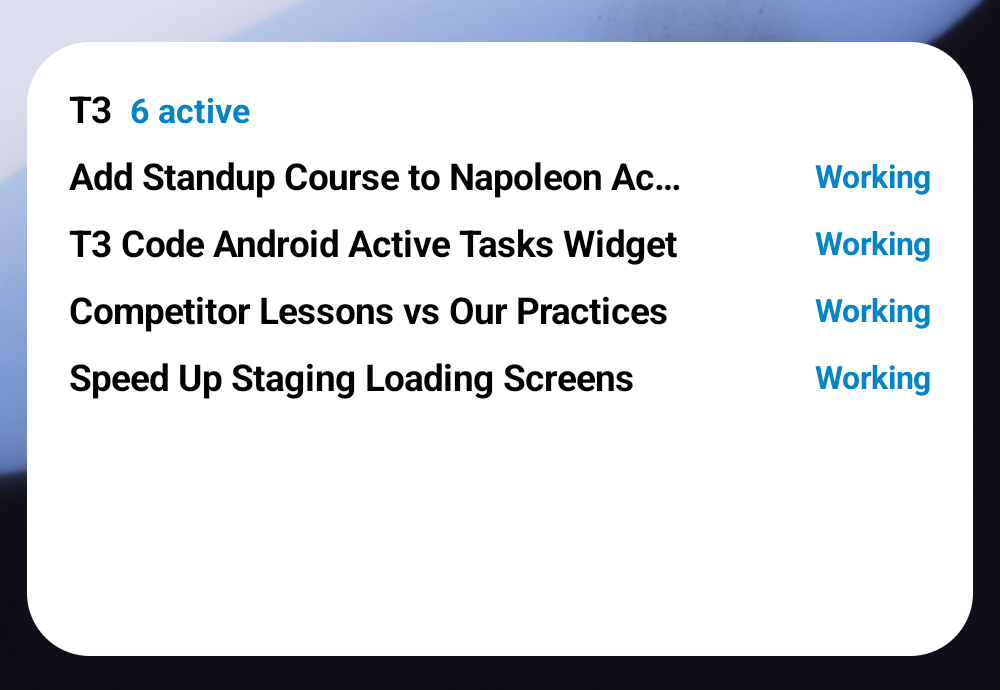 T3 6 active
Add Standup Course to Napoleon Ac... Working
T3 Code Android Active Tasks Widget Working
Competitor Lessons vs Our Practices Working
Speed Up Staging Loading Screens Working